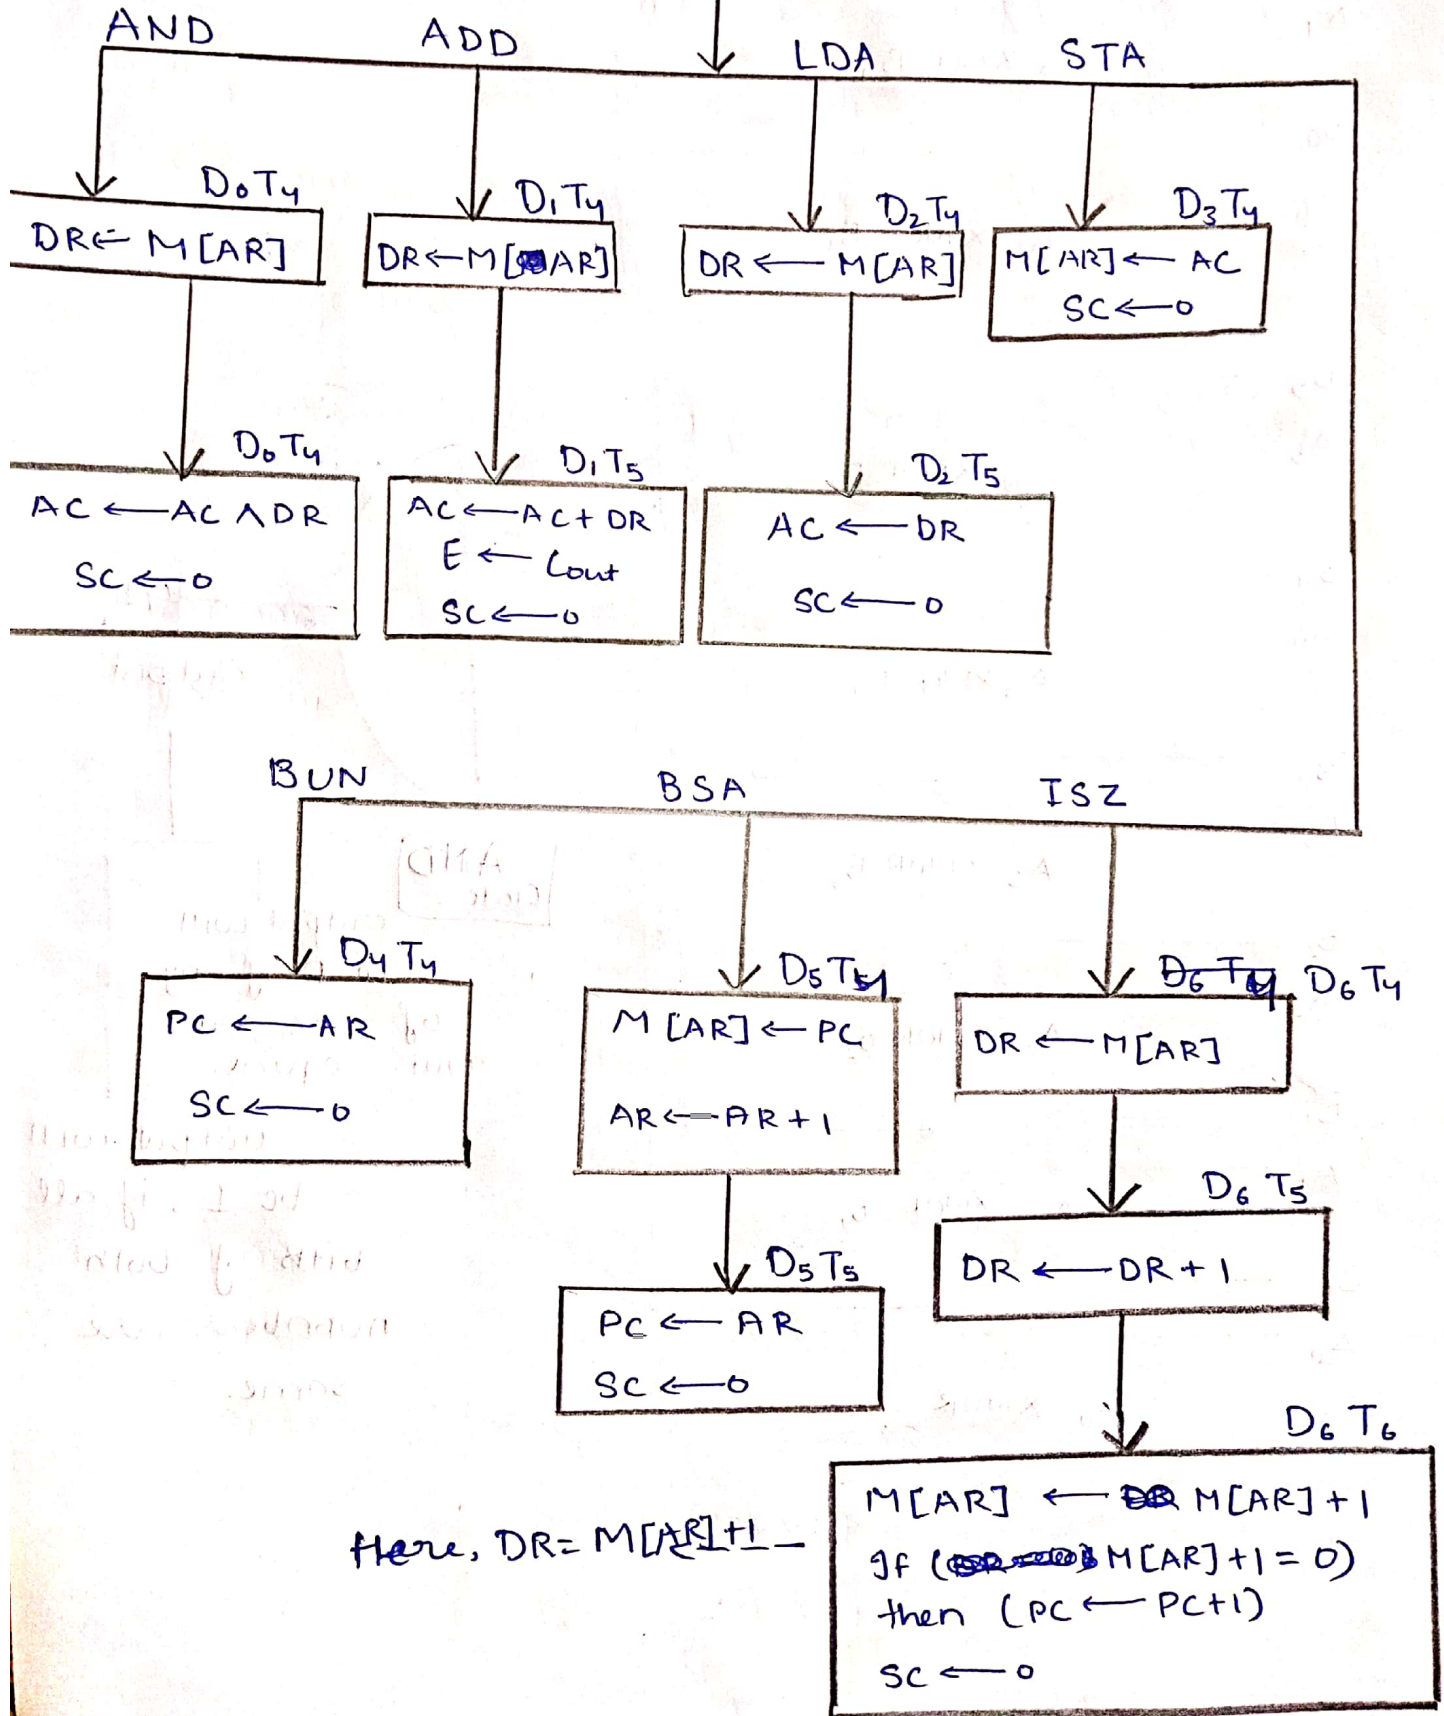 AND ADD LDA STA
D₀T₄ D₁T₄ D₂T₄ D₃T₄
DR← M[AR]
DR←M[AR]
DR ← M[AR]
M[AR] ← AC
SC←0
D₀T₄ D₁T₅ D₂T₅
AC ← AC ∧ DR
SC ← 0
AC ← AC + DR
E ← Cout
SC ← 0
AC ← DR
SC ← 0
BUN BSA ISZ
D₄T₄
PC ← AR
SC ← 0
D₅T₄
M[AR] ← PC
AR ← AR + 1
D₅T₅
PC ← AR
SC ← 0
D₆T₄ D₆T₄
DR ← M[AR]
D₆T₅
DR ← DR + 1
D₆T₆
M[AR] ← M[AR] + 1
If (M[AR] + 1 = 0)
then (PC ← PC+1)
SC ← 0
Here, DR = M[AR]+1 –